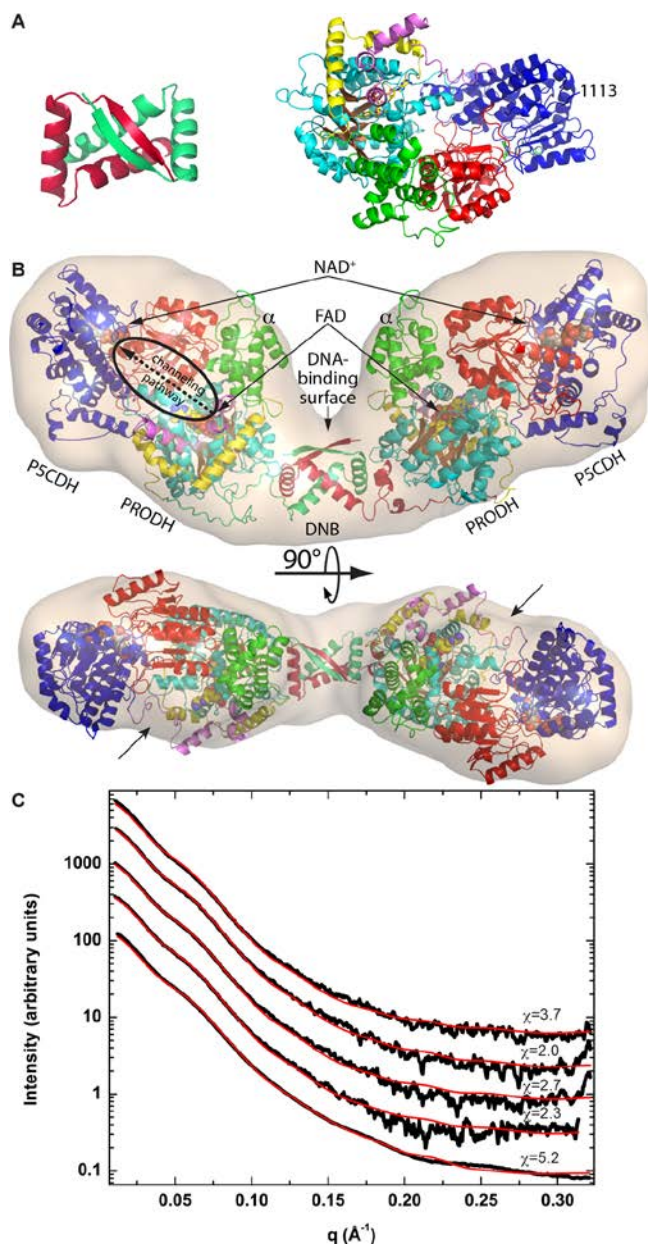 A
1113
B
NAD+
α
FAD
α
DNA-
binding
surface
channeling
pathway
P5CDH
PRODH
DNB
PRODH
P5CDH
90°
C
1000
100
10
1
0.1
Intensity (arbitrary units)
χ=3.7
χ=2.0
χ=2.7
χ=2.3
χ=5.2
0.05
0.10
0.15
0.20
0.25
0.30
q (Å⁻¹)